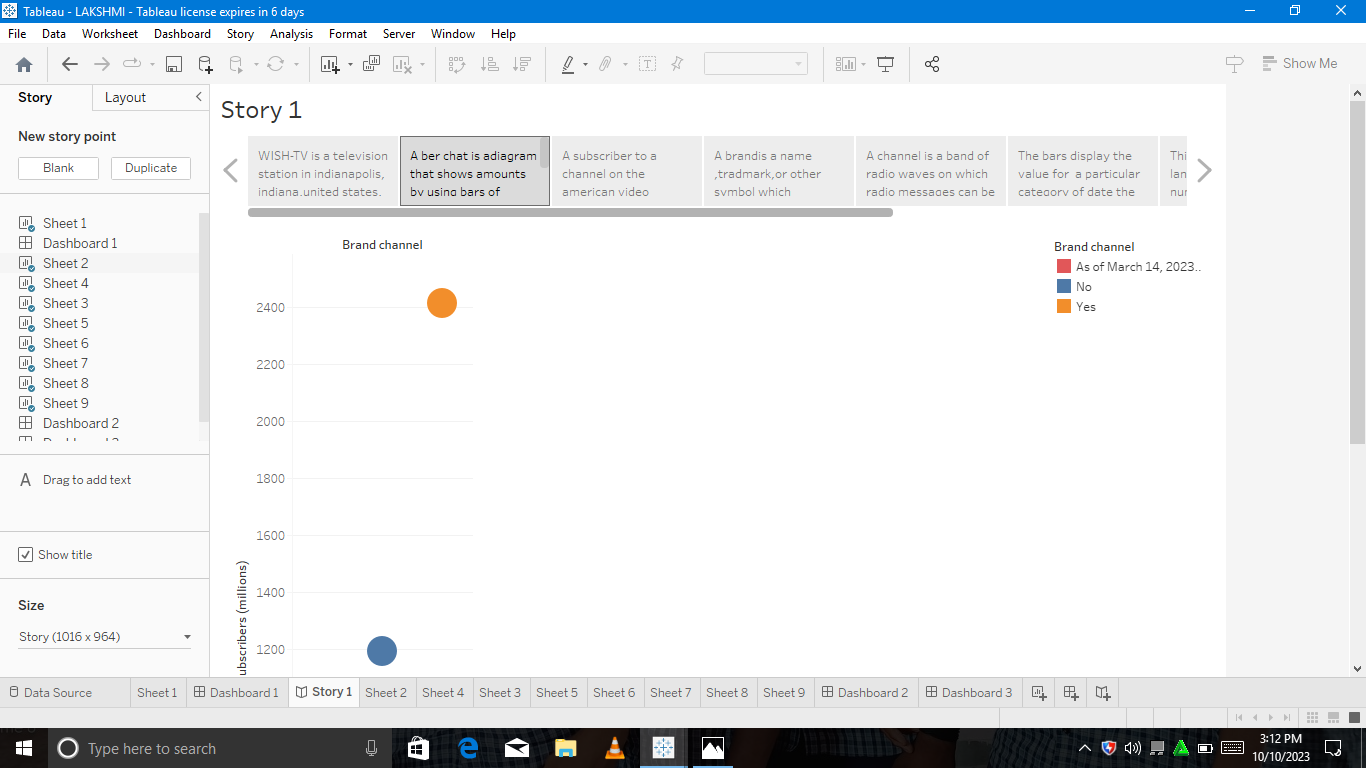 Tableau - LAKSHMI - Tableau license expires in 6 days
File Data Worksheet Dashboard Story Analysis Format Server Window Help
Show Me
Story Layout
New story point
Blank Duplicate
Sheet 1
Dashboard 1
Sheet 2
Sheet 4
Sheet 3
Sheet 5
Sheet 6
Sheet 7
Sheet 8
Sheet 9
Dashboard 2
A Drag to add text
Show title
Size
Story (1016 x 964)
Story 1
WISH-TV is a television
station in indianapolis,
indiana,united states.
A ber chat is adiagram
that shows amounts
by using bars of
A subscriber to a
channel on the
american video
A brandis a name
,tradmark,or other
symbol which
A channel is a band of
radio waves on which
radio messages can be
The bars display the
value for a particular
category of date the
Thi
lan
nur
Brand channel
2400
2200
2000
1800
1600
1400
1200
ubscribers (millions)
Brand channel
As of March 14, 2023..
No
Yes
Data Source Sheet 1 Dashboard 1 Story 1 Sheet 2 Sheet 4 Sheet 3 Sheet 5 Sheet 6 Sheet 7 Sheet 8 Sheet 9 Dashboard 2 Dashboard 3
Type here to search
3:12 PM
10/10/2023